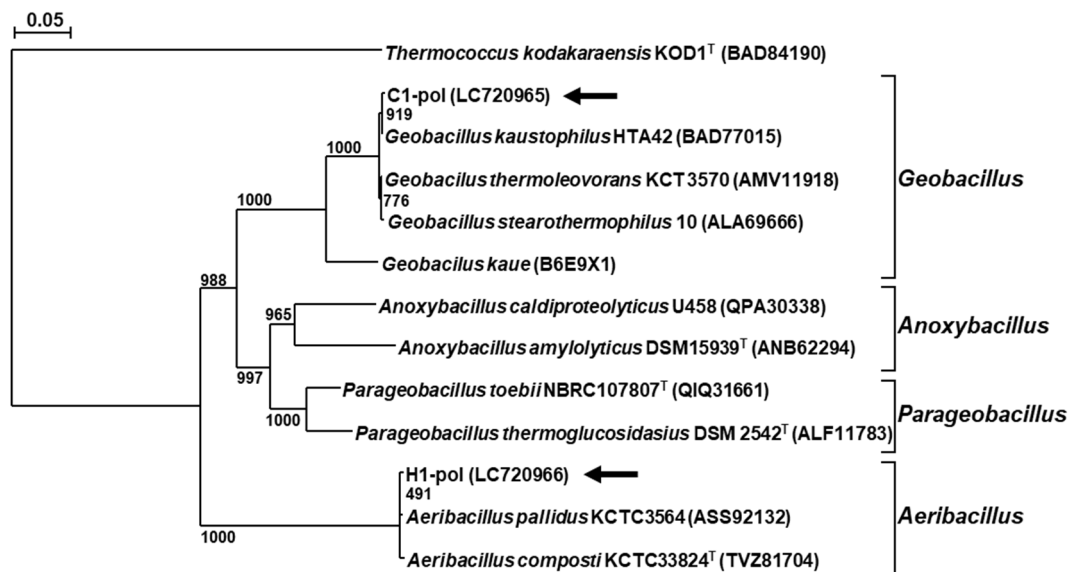 0.05
Thermococcus kodakaraensis KOD1ᵀ (BAD84190)
C1-pol (LC720965)
919
Geobacillus kaustophilus HTA42 (BAD77015)
1000
Geobacilus thermoleovorans KCT3570 (AMV11918)
Geobacillus
776
1000
Geobacillus stearothermophilus 10 (ALA69666)
Geobacilus kaue (B6E9X1)
988
Anoxybacillus caldiproteolyticus U458 (QPA30338)
965
Anoxybacillus
Anoxybacillus amylolyticus DSM15939ᵀ (ANB62294)
997
Parageobacillus toebii NBRC107807ᵀ (QIQ31661)
Parageobacillus
1000
Parageobacillus thermoglucosidasius DSM 2542ᵀ (ALF11783)
H1-pol (LC720966)
491
Aeribacillus pallidus KCTC3564 (ASS92132)
Aeribacillus
1000
Aeribacillus composti KCTC33824ᵀ (TVZ81704)